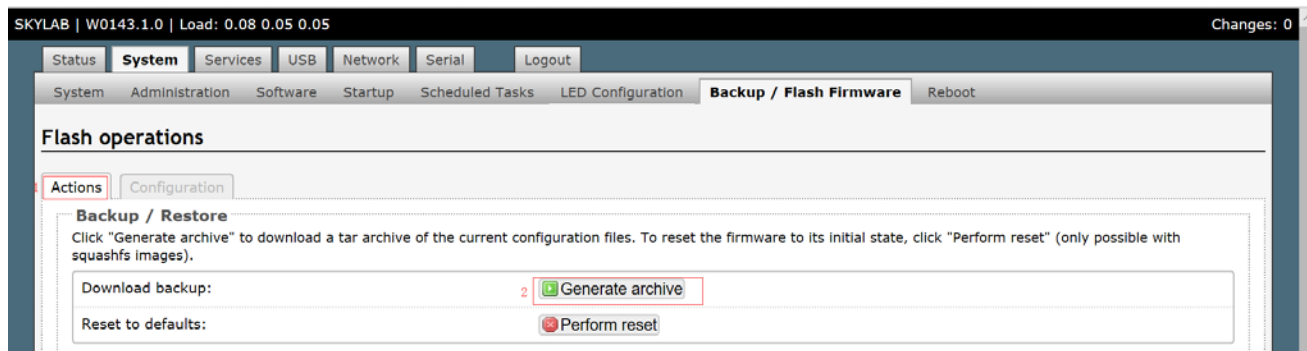 SKYLAB | W0143.1.0 | Load: 0.08 0.05 0.05 Changes: 0
Status System Services USB Network Serial Logout
System Administration Software Startup Scheduled Tasks LED Configuration Backup / Flash Firmware Reboot
Flash operations
1 Actions Configuration
Backup / Restore
Click "Generate archive" to download a tar archive of the current configuration files. To reset the firmware to its initial state, click "Perform reset" (only possible with
squashfs images).
Download backup: 2 Generate archive
Reset to defaults: Perform reset